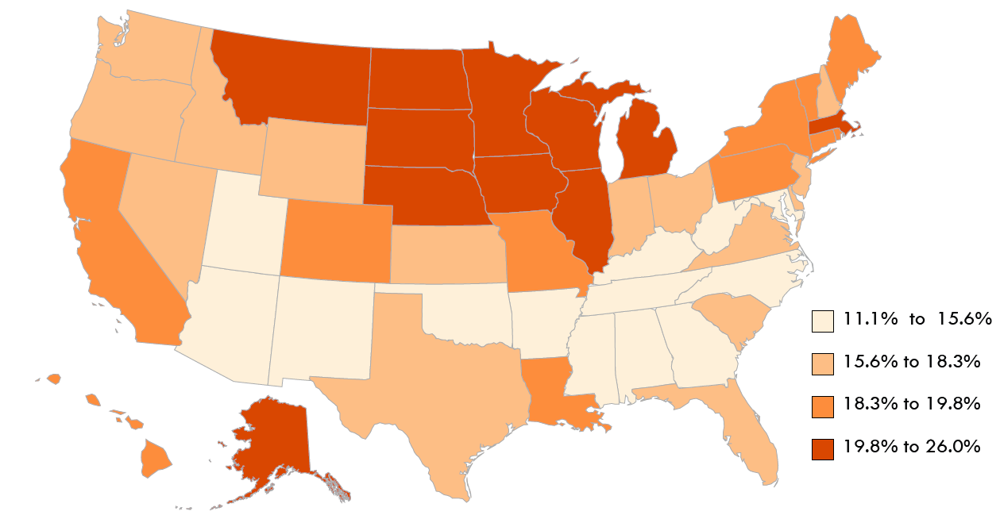 11.1% to 15.6%
15.6% to 18.3%
18.3% to 19.8%
19.8% to 26.0%